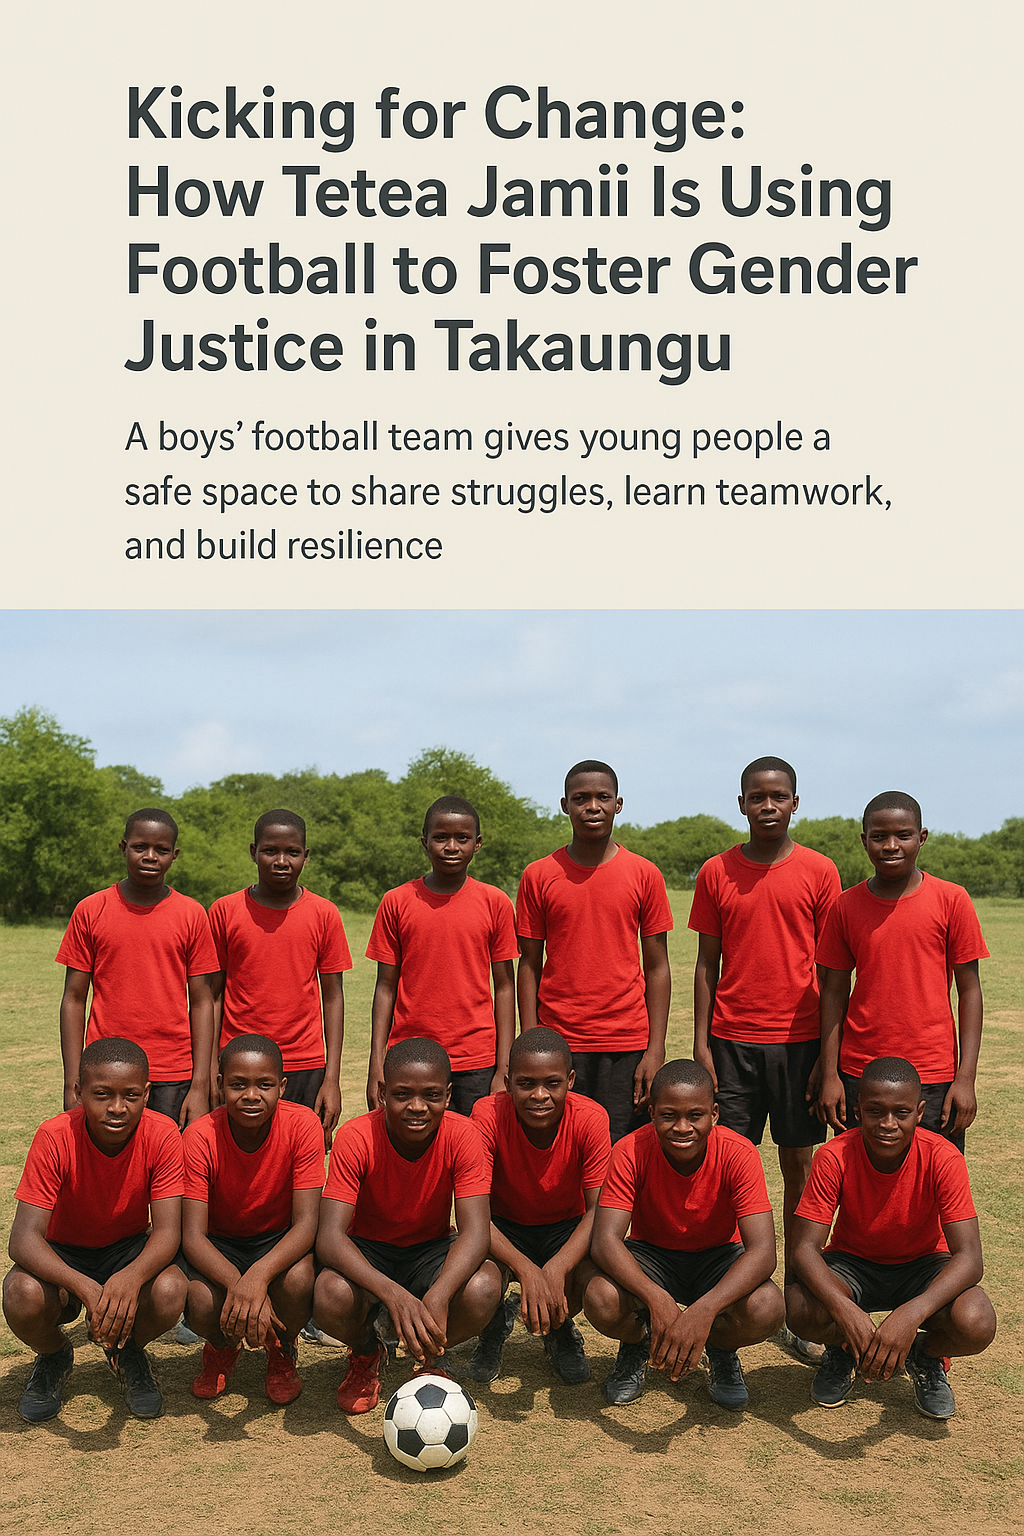 Kicking for Change:
How Tetea Jamii Is Using
Football to Foster Gender
Justice in Takaungu
A boys’ football team gives young people a
safe space to share struggles, learn teamwork,
and build resilience